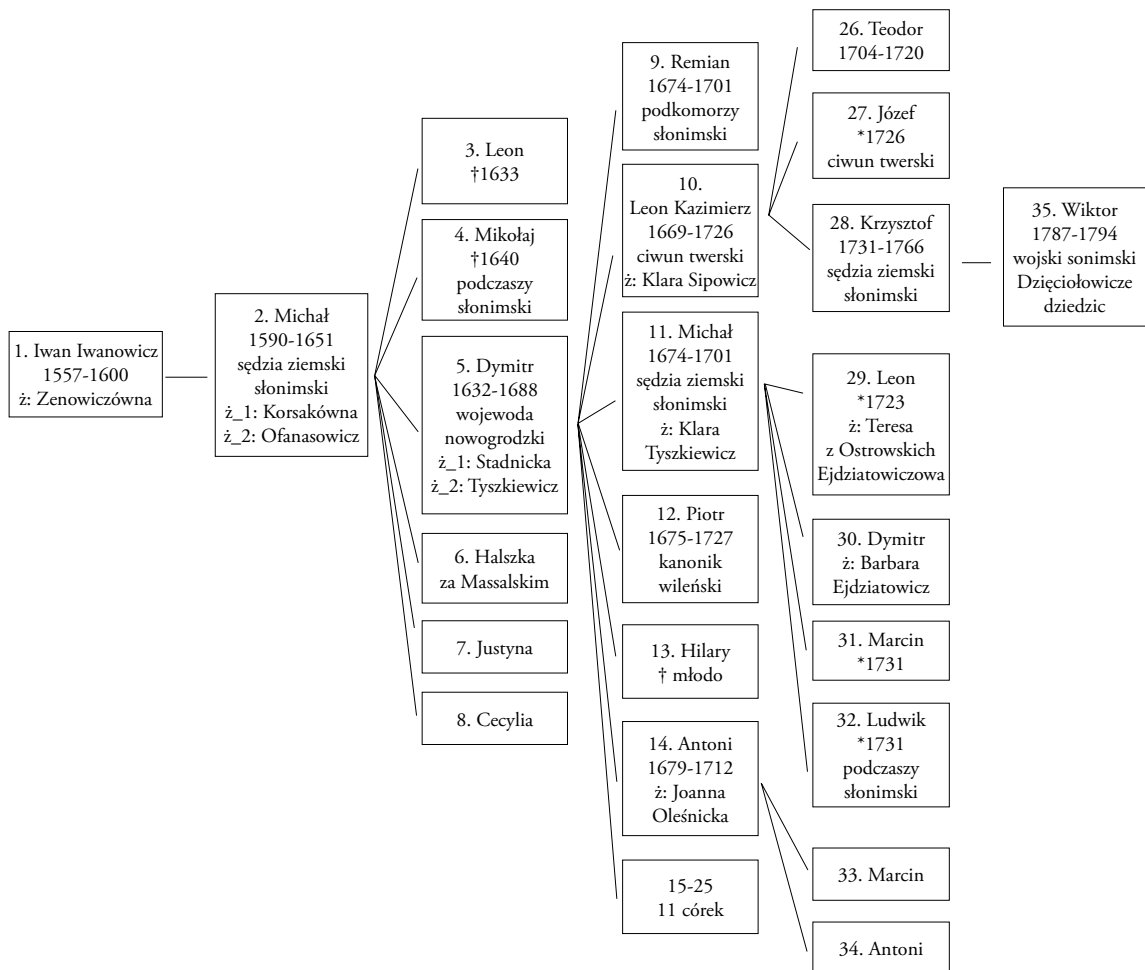 1. Iwan Iwanowicz
1557-1600
ż: Zenowiczówna
2. Michał
1590-1651
sędzia ziemski
słonimski
ż_1: Korsakówna
ż_2: Ofanasowicz
3. Leon
†1633
4. Mikołaj
†1640
podczaszy
słonimski
5. Dymitr
1632-1688
wojewoda
nowogrodzki
ż_1: Stadnicka
ż_2: Tyszkiewicz
6. Halszka
za Massalskim
7. Justyna
8. Cecylia
9. Remian
1674-1701
podkomorzy
słonimski
10.
Leon Kazimierz
1669-1726
ciwun twerski
ż: Klara Sipowicz
11. Michał
1674-1701
sędzia ziemski
słonimski
ż: Klara
Tyszkiewicz
12. Piotr
1675-1727
kanonik
wileński
13. Hilary
† młodo
14. Antoni
1679-1712
ż: Joanna
Oleśnicka
15-25
11 córek
26. Teodor
1704-1720
27. Józef
*1726
ciwun twerski
28. Krzysztof
1731-1766
sędzia ziemski
słonimski
29. Leon
*1723
ż: Teresa
z Ostrowskich
Ejdziatowiczowa
30. Dymitr
ż: Barbara
Ejdziatowicz
31. Marcin
*1731
32. Ludwik
*1731
podczaszy
słonimski
33. Marcin
34. Antoni
35. Wiktor
1787-1794
wojski sonimski
Dzięciołowicze
dziedzic